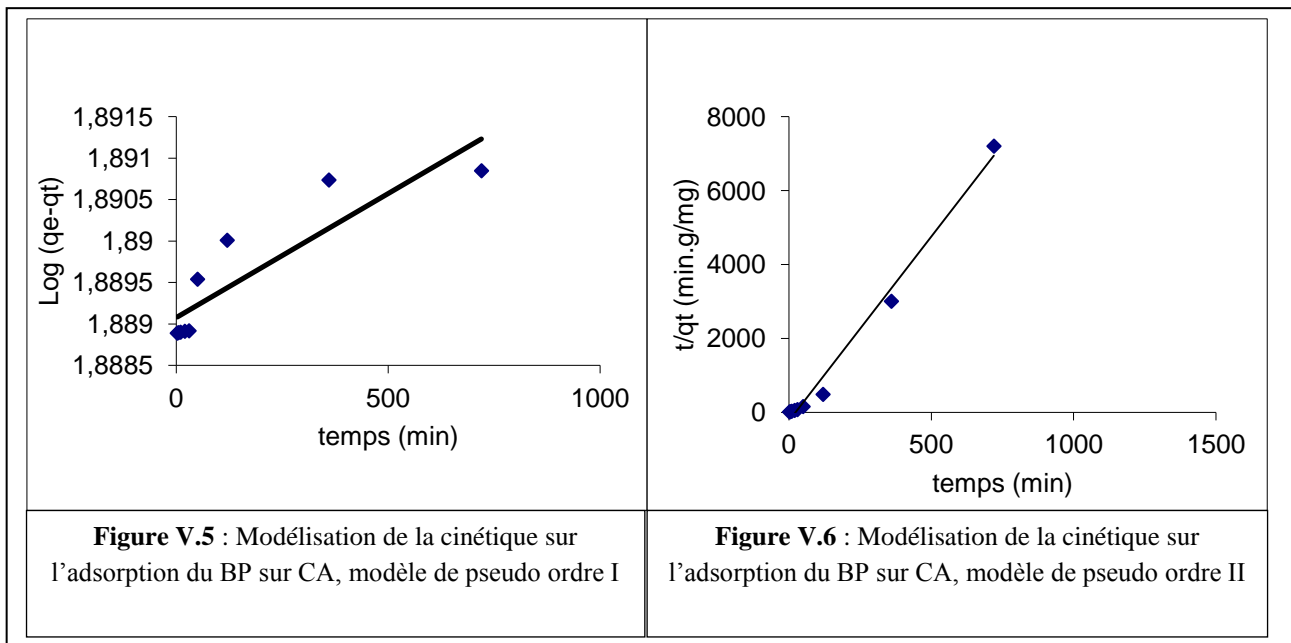 1,8915
1,891
1,8905
1,89
1,8895
1,889
1,8885
Log (qe-qt)
0
500
1000
temps (min)
8000
6000
4000
2000
0
t/qt (min.g/mg)
0
500
1000
1500
temps (min)
Figure V.5 : Modélisation de la cinétique sur
l’adsorption du BP sur CA, modèle de pseudo ordre I
Figure V.6 : Modélisation de la cinétique sur
l’adsorption du BP sur CA, modèle de pseudo ordre II